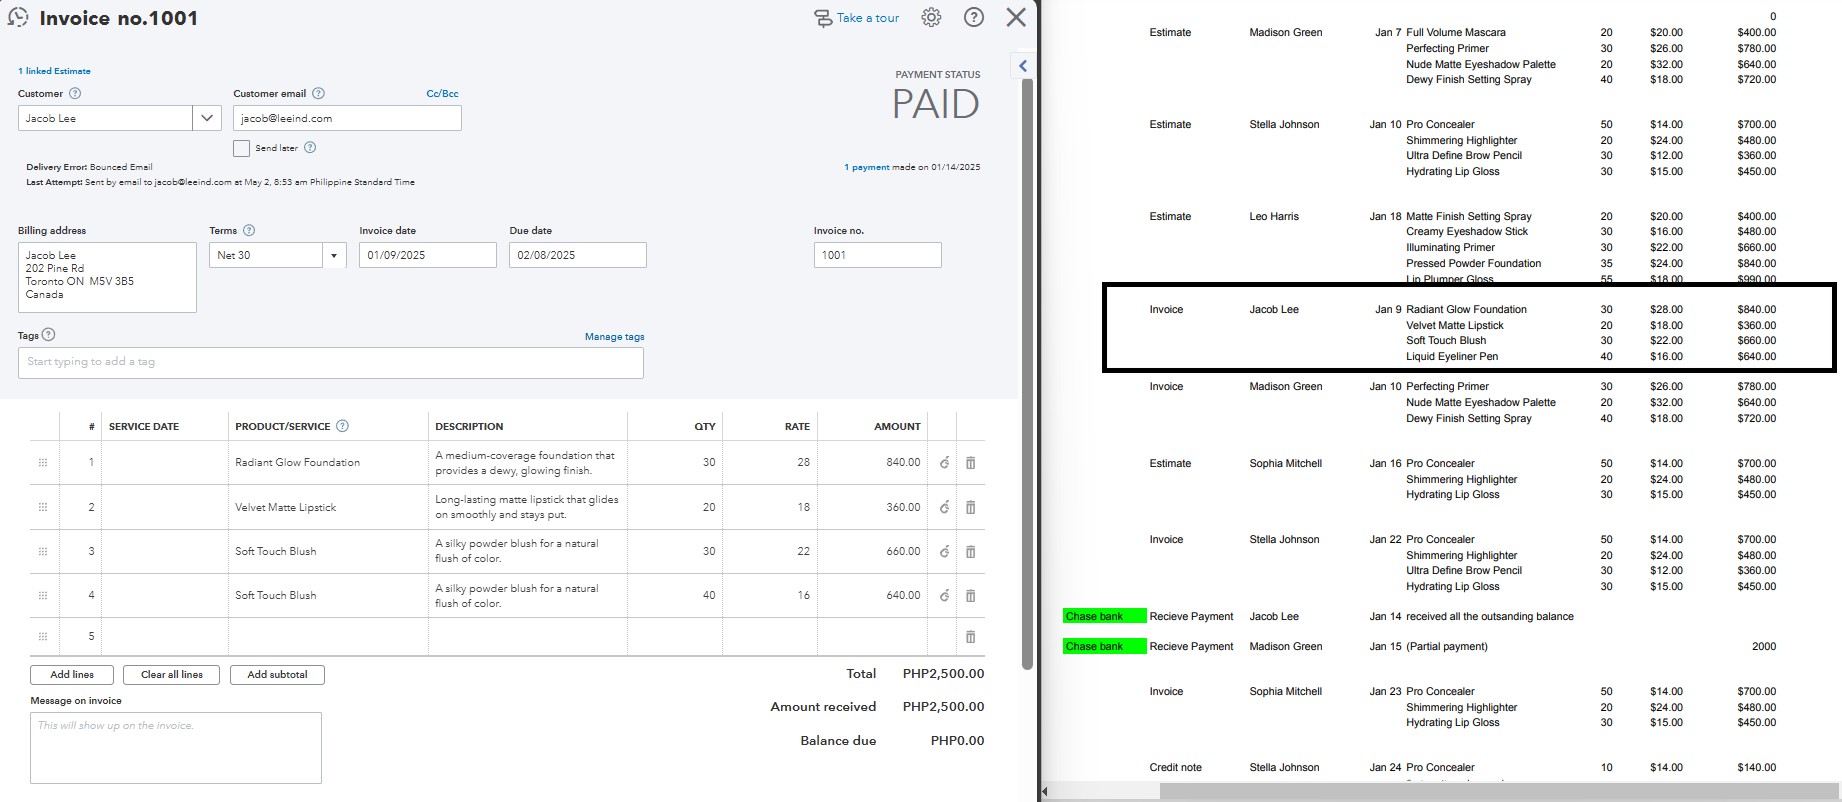 Invoice no.1001
Take a tour
1 linked Estimate
PAYMENT STATUS
PAID
Customer
Customer email
Cc/Bcc
Jacob Lee
jacob@leeind.com
Send later
Delivery Error: Bounced Email
Last Attempt: Sent by email to jacob@leeind.com at May 2, 8:53 am Philippine Standard Time
1 payment made on 01/14/2025
Billing address
Terms
Invoice date
Due date
Invoice no.
Jacob Lee
202 Pine Rd
Toronto ON  M5V 3B5
Canada
Net 30
01/09/2025
02/08/2025
1001
Tags
Manage tags
Start typing to add a tag
# SERVICE DATE PRODUCT/SERVICE DESCRIPTION QTY RATE AMOUNT
1 Radiant Glow Foundation A medium-coverage foundation that provides a dewy, glowing finish. 30 28 840.00
2 Velvet Matte Lipstick Long-lasting matte lipstick that glides on smoothly and stays put. 20 18 360.00
3 Soft Touch Blush A silky powder blush for a natural flush of color. 30 22 660.00
4 Soft Touch Blush A silky powder blush for a natural flush of color. 40 16 640.00
5
Add lines
Clear all lines
Add subtotal
Total PHP2,500.00
Message on invoice
Amount received PHP2,500.00
This will show up on the invoice.
Balance due PHP0.00
0
Estimate Madison Green Jan 7 Full Volume Mascara 20 $20.00 $400.00
Perfecting Primer 30 $26.00 $780.00
Nude Matte Eyeshadow Palette 20 $32.00 $640.00
Dewy Finish Setting Spray 40 $18.00 $720.00
Estimate Stella Johnson Jan 10 Pro Concealer 50 $14.00 $700.00
Shimmering Highlighter 20 $24.00 $480.00
Ultra Define Brow Pencil 30 $12.00 $360.00
Hydrating Lip Gloss 30 $15.00 $450.00
Estimate Leo Harris Jan 18 Matte Finish Setting Spray 20 $20.00 $400.00
Creamy Eyeshadow Stick 30 $16.00 $480.00
Illuminating Primer 30 $22.00 $660.00
Pressed Powder Foundation 35 $24.00 $840.00
Lip Plumper Gloss 55 $18.00 $990.00
Invoice Jacob Lee Jan 9 Radiant Glow Foundation 30 $28.00 $840.00
Velvet Matte Lipstick 20 $18.00 $360.00
Soft Touch Blush 30 $22.00 $660.00
Liquid Eyeliner Pen 40 $16.00 $640.00
Invoice Madison Green Jan 10 Perfecting Primer 30 $26.00 $780.00
Nude Matte Eyeshadow Palette 20 $32.00 $640.00
Dewy Finish Setting Spray 40 $18.00 $720.00
Estimate Sophia Mitchell Jan 16 Pro Concealer 50 $14.00 $700.00
Shimmering Highlighter 20 $24.00 $480.00
Hydrating Lip Gloss 30 $15.00 $450.00
Invoice Stella Johnson Jan 22 Pro Concealer 50 $14.00 $700.00
Shimmering Highlighter 20 $24.00 $480.00
Ultra Define Brow Pencil 30 $12.00 $360.00
Hydrating Lip Gloss 30 $15.00 $450.00
Chase bank Recieve Payment Jacob Lee Jan 14 received all the outsanding balance
Chase bank Recieve Payment Madison Green Jan 15 (Partial payment) 2000
Invoice Sophia Mitchell Jan 23 Pro Concealer 50 $14.00 $700.00
Shimmering Highlighter 20 $24.00 $480.00
Hydrating Lip Gloss 30 $15.00 $450.00
Credit note Stella Johnson Jan 24 Pro Concealer 10 $14.00 $140.00